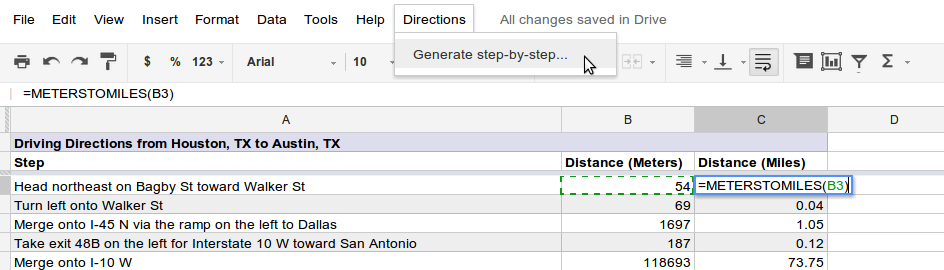 File Edit View Insert Format Data Tools Help Directions All changes saved in Drive
Generate step-by-step...
$ % 123 Arial 10 Σ
=METERSTOMILES(B3)
A B C D
Driving Directions from Houston, TX to Austin, TX
Step Distance (Meters) Distance (Miles)
Head northeast on Bagby St toward Walker St 54 =METERSTOMILES(B3)
Turn left onto Walker St 69 0.04
Merge onto I-45 N via the ramp on the left to Dallas 1697 1.05
Take exit 48B on the left for Interstate 10 W toward San Antonio 187 0.12
Merge onto I-10 W 118693 73.75